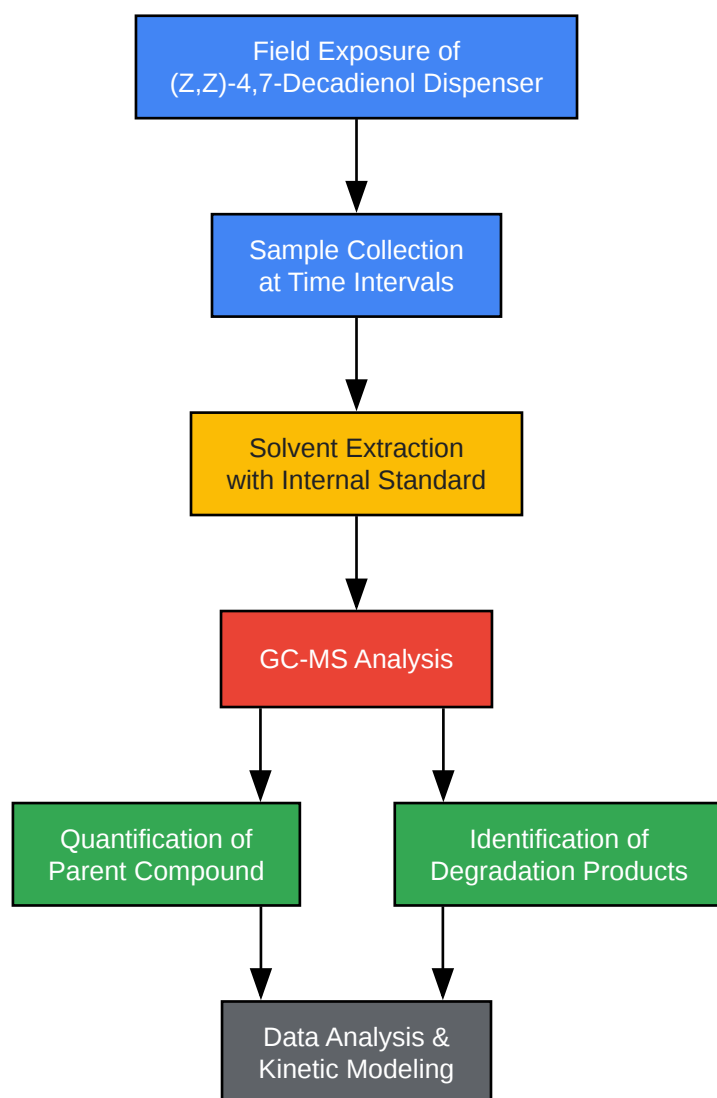 Field Exposure of
(Z,Z)-4,7-Decadienol Dispenser
Sample Collection
at Time Intervals
Solvent Extraction
with Internal Standard
GC-MS Analysis
Quantification of
Parent Compound
Identification of
Degradation Products
Data Analysis &
Kinetic Modeling